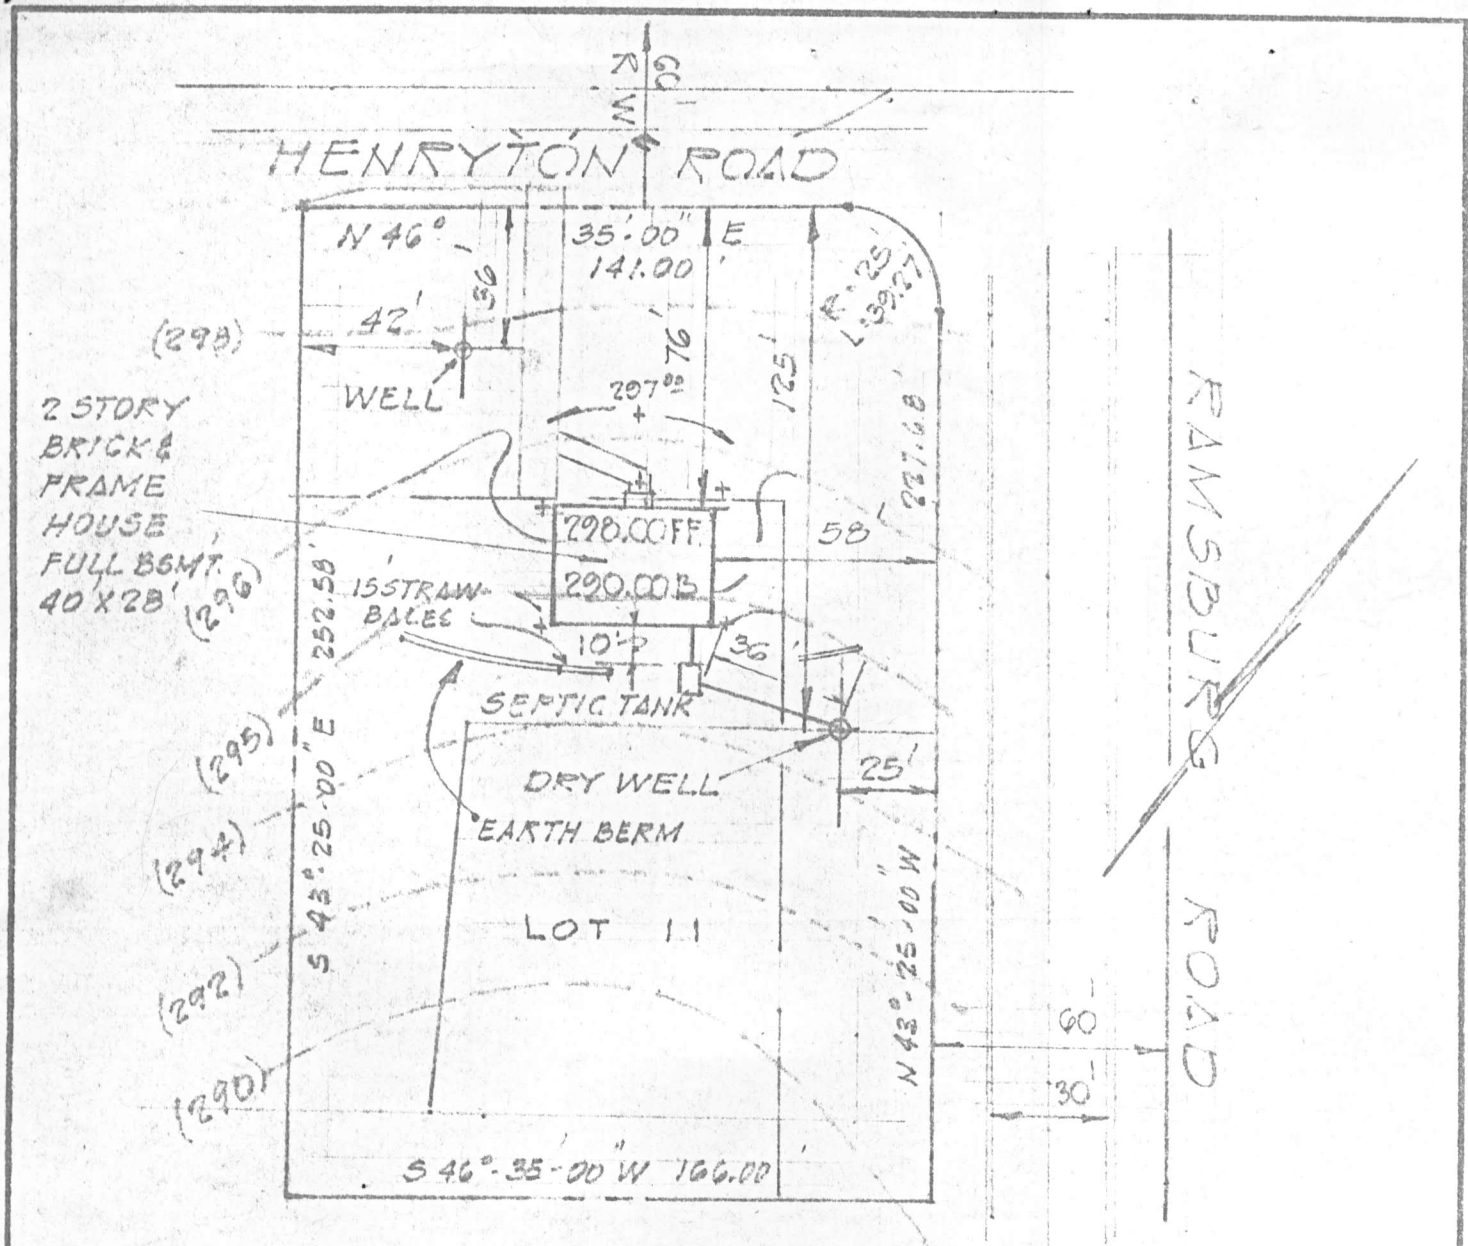 60
R W
HENRYTON ROAD
N 46° 35'-00" E
141.00'
36'
42'
76'
125'
R=25'
L=39.27'
(298)
WELL
297⁰⁰
2 STORY
BRICK &
FRAME
HOUSE
FULL BSMT.
40' X 28'
298.00 FF.
290.00 B
58'
227.68'
RAMSBURG ROAD
(296)
252.58'
15' STRAW
BALES
10'
36'
SEPTIC TANK
S 43°-25'-00" E
(295)
DRY WELL
25'
EARTH BERM
(294)
LOT 11
N 43°-25'-00" W
(292)
60
30
(290)
S 46°-35'-00" W 166.00'